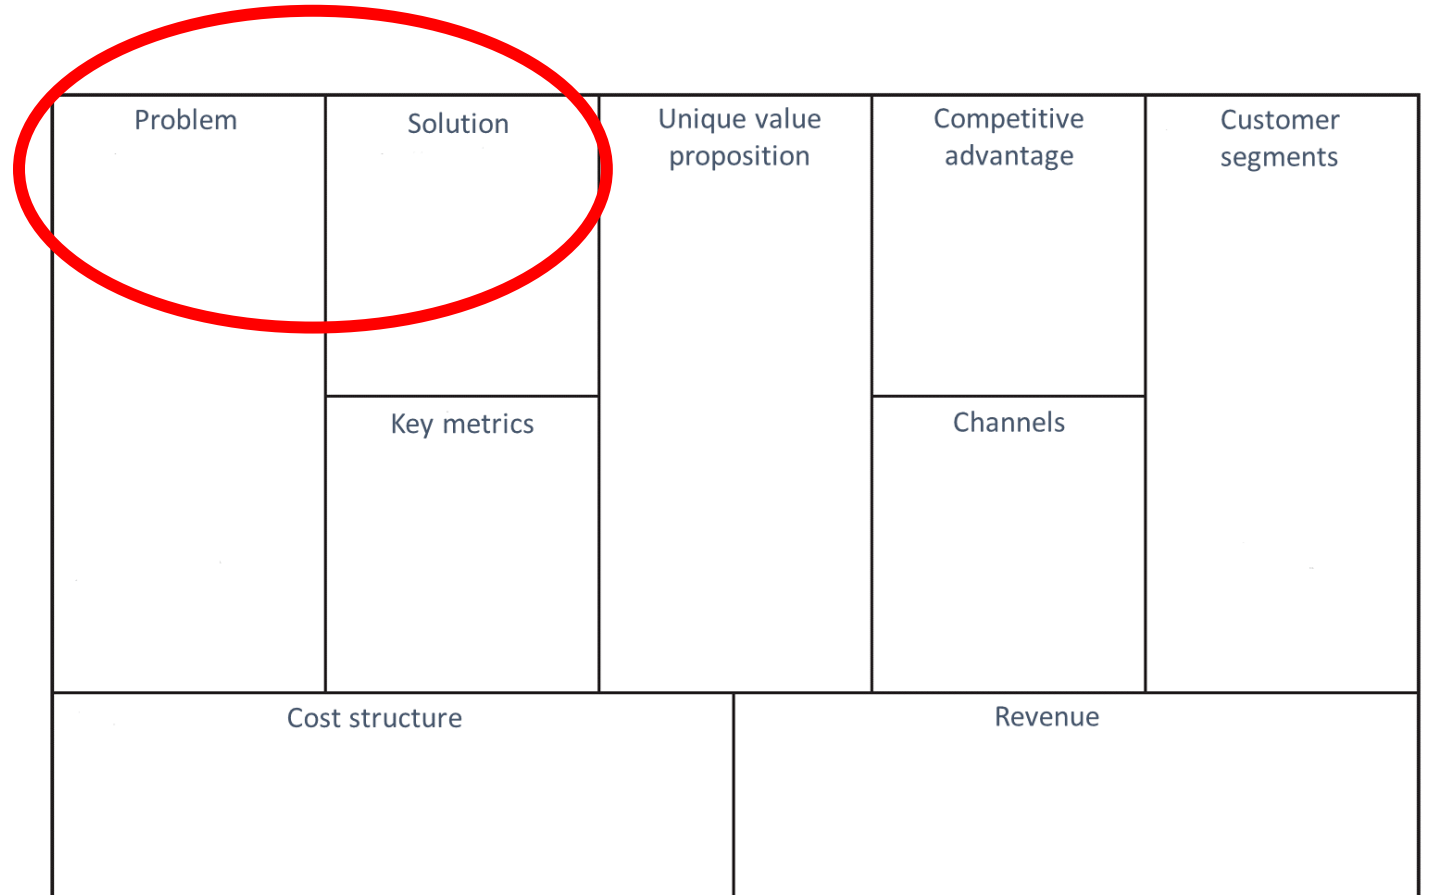 Problem
Solution
Unique value
proposition
Competitive
advantage
Customer
segments
Key metrics
Channels
Cost structure
Revenue